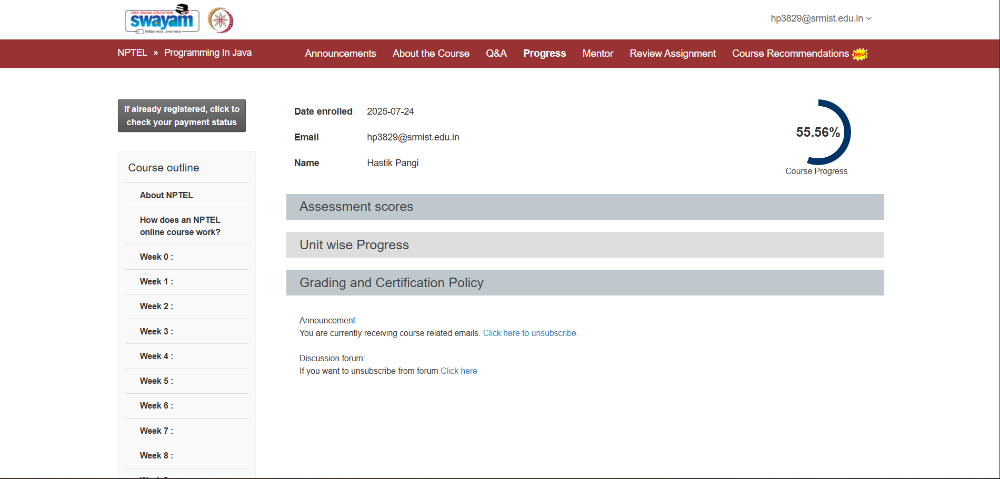 FREE ONLINE EDUCATION
swayam
hp3829@srmist.edu.in
NPTEL » Programming In Java
Announcements
About the Course
Q&A
Progress
Mentor
Review Assignment
Course Recommendations
New!
If already registered, click to
check your payment status
Course outline
About NPTEL
How does an NPTEL
online course work?
Week 0 :
Week 1 :
Week 2 :
Week 3 :
Week 4 :
Week 5 :
Week 6 :
Week 7 :
Week 8 :
Date enrolled 2025-07-24
Email hp3829@srmist.edu.in
Name Hastik Pangi
55.56%
Course Progress
Assessment scores
Unit wise Progress
Grading and Certification Policy
Announcement:
You are currently receiving course related emails. Click here to unsubscribe.
Discussion forum:
If you want to unsubscribe from forum Click here